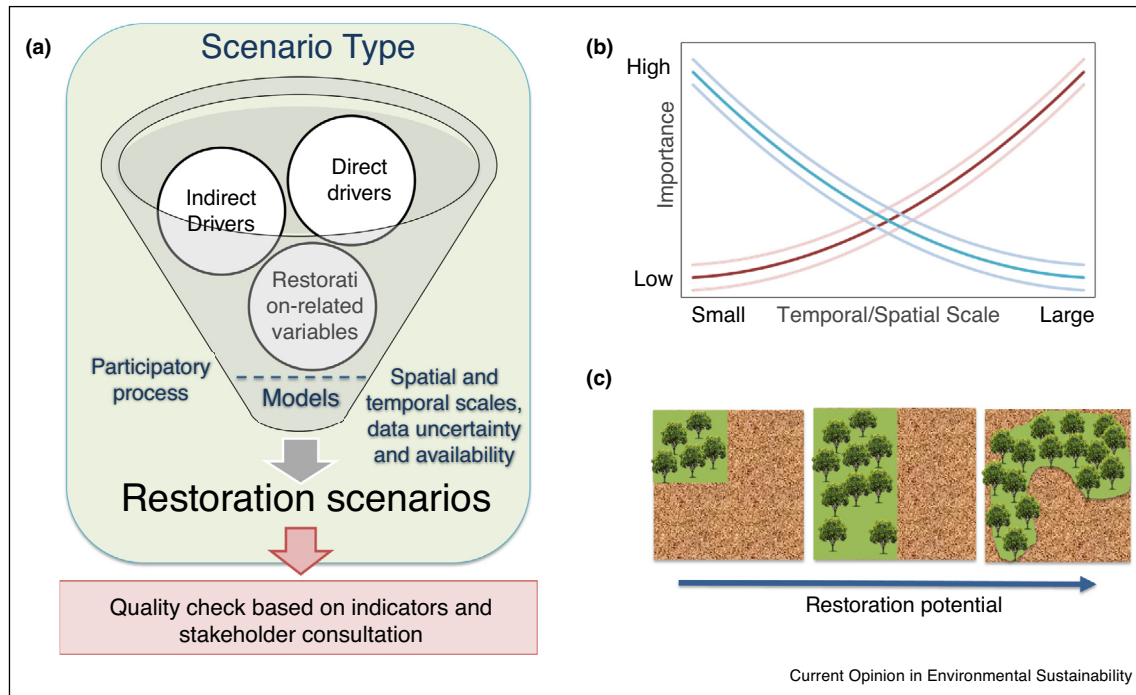 (a)
Scenario Type
Indirect
Drivers
Direct
drivers
Restorati
on-related
variables
Participatory
process
Models
Spatial and
temporal scales,
data uncertainty
and availability
Restoration scenarios
Quality check based on indicators and
stakeholder consultation
(b)
High
Importance
Low
Small
Temporal/Spatial Scale
Large
(c)
Restoration potential
Current Opinion in Environmental Sustainability